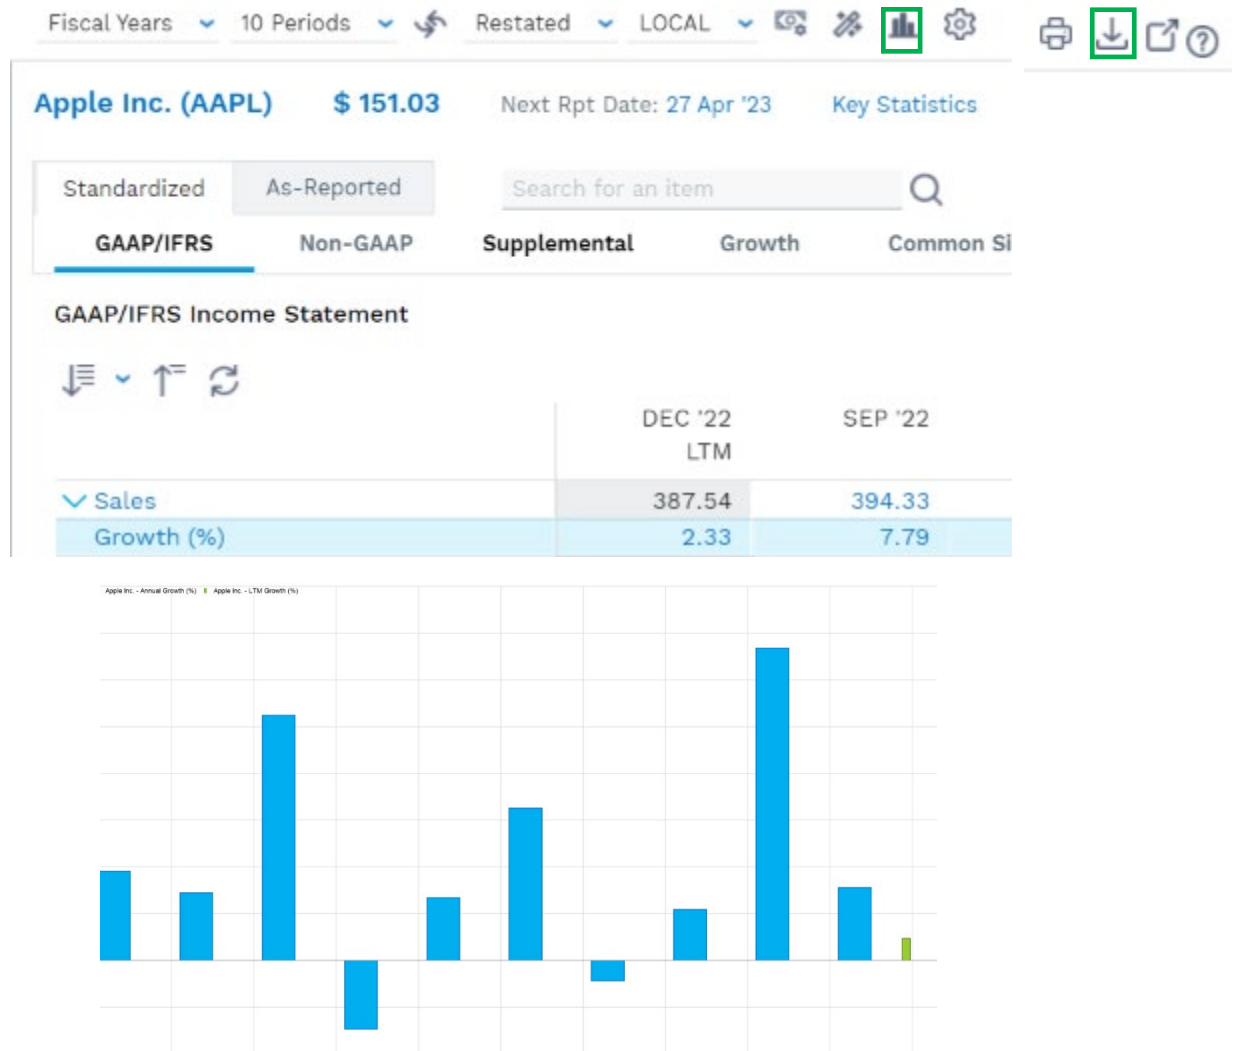 Fiscal Years 10 Periods Restated LOCAL
Apple Inc. (AAPL) $ 151.03 Next Rpt Date: 27 Apr '23 Key Statistics
Standardized As-Reported Search for an item
GAAP/IFRS Non-GAAP Supplemental Growth Common Si
GAAP/IFRS Income Statement
DEC '22 SEP '22
LTM
Sales 387.54 394.33
Growth (%) 2.33 7.79
Apple Inc. - Annual Growth (%) Apple Inc. - LTM Growth (%)